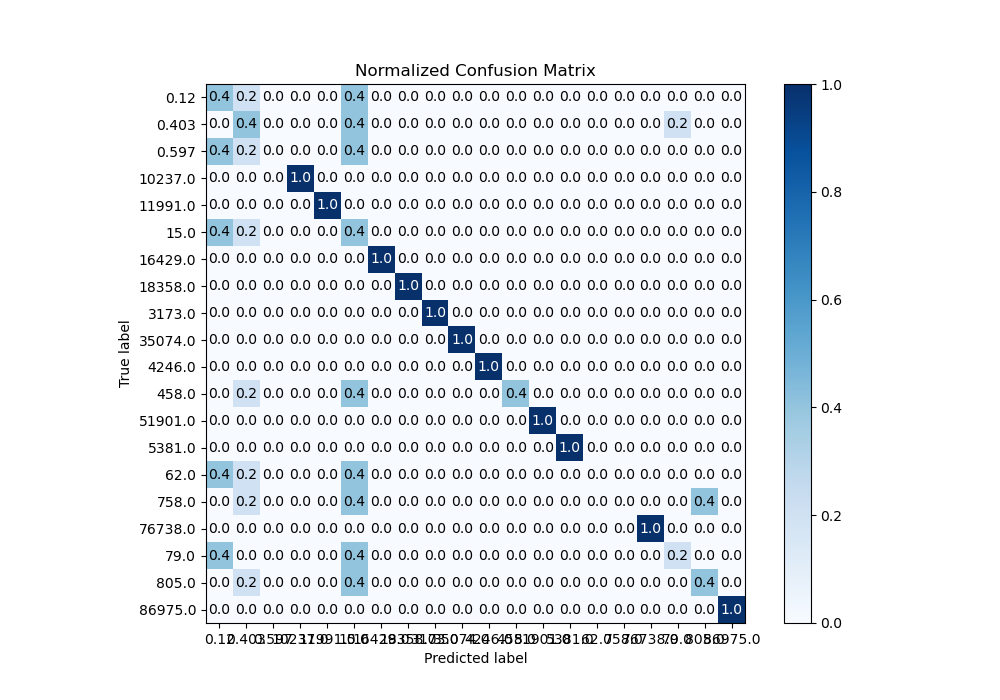 Normalized Confusion Matrix
0.12 0.4 0.2 0.0 0.0 0.0 0.4 0.0 0.0 0.0 0.0 0.0 0.0 0.0 0.0 0.0 0.0 0.0 0.0 0.0 0.0
0.403 0.0 0.4 0.0 0.0 0.0 0.4 0.0 0.0 0.0 0.0 0.0 0.0 0.0 0.0 0.0 0.0 0.0 0.2 0.0 0.0
0.597 0.4 0.2 0.0 0.0 0.0 0.4 0.0 0.0 0.0 0.0 0.0 0.0 0.0 0.0 0.0 0.0 0.0 0.0 0.0 0.0
10237.0 0.0 0.0 0.0 1.0 0.0 0.0 0.0 0.0 0.0 0.0 0.0 0.0 0.0 0.0 0.0 0.0 0.0 0.0 0.0 0.0
11991.0 0.0 0.0 0.0 0.0 1.0 0.0 0.0 0.0 0.0 0.0 0.0 0.0 0.0 0.0 0.0 0.0 0.0 0.0 0.0 0.0
15.0 0.4 0.2 0.0 0.0 0.0 0.4 0.0 0.0 0.0 0.0 0.0 0.0 0.0 0.0 0.0 0.0 0.0 0.0 0.0 0.0
16429.0 0.0 0.0 0.0 0.0 0.0 0.0 1.0 0.0 0.0 0.0 0.0 0.0 0.0 0.0 0.0 0.0 0.0 0.0 0.0 0.0
18358.0 0.0 0.0 0.0 0.0 0.0 0.0 0.0 1.0 0.0 0.0 0.0 0.0 0.0 0.0 0.0 0.0 0.0 0.0 0.0 0.0
3173.0 0.0 0.0 0.0 0.0 0.0 0.0 0.0 0.0 1.0 0.0 0.0 0.0 0.0 0.0 0.0 0.0 0.0 0.0 0.0 0.0
35074.0 0.0 0.0 0.0 0.0 0.0 0.0 0.0 0.0 0.0 1.0 0.0 0.0 0.0 0.0 0.0 0.0 0.0 0.0 0.0 0.0
4246.0 0.0 0.0 0.0 0.0 0.0 0.0 0.0 0.0 0.0 0.0 1.0 0.0 0.0 0.0 0.0 0.0 0.0 0.0 0.0 0.0
458.0 0.0 0.2 0.0 0.0 0.0 0.4 0.0 0.0 0.0 0.0 0.0 0.4 0.0 0.0 0.0 0.0 0.0 0.0 0.0 0.0
51901.0 0.0 0.0 0.0 0.0 0.0 0.0 0.0 0.0 0.0 0.0 0.0 0.0 1.0 0.0 0.0 0.0 0.0 0.0 0.0 0.0
5381.0 0.0 0.0 0.0 0.0 0.0 0.0 0.0 0.0 0.0 0.0 0.0 0.0 0.0 1.0 0.0 0.0 0.0 0.0 0.0 0.0
62.0 0.4 0.2 0.0 0.0 0.0 0.4 0.0 0.0 0.0 0.0 0.0 0.0 0.0 0.0 0.0 0.0 0.0 0.0 0.0 0.0
758.0 0.0 0.2 0.0 0.0 0.0 0.4 0.0 0.0 0.0 0.0 0.0 0.0 0.0 0.0 0.0 0.0 0.0 0.0 0.4 0.0
76738.0 0.0 0.0 0.0 0.0 0.0 0.0 0.0 0.0 0.0 0.0 0.0 0.0 0.0 0.0 0.0 0.0 1.0 0.0 0.0 0.0
79.0 0.4 0.0 0.0 0.0 0.0 0.4 0.0 0.0 0.0 0.0 0.0 0.0 0.0 0.0 0.0 0.0 0.0 0.2 0.0 0.0
805.0 0.0 0.2 0.0 0.0 0.0 0.4 0.0 0.0 0.0 0.0 0.0 0.0 0.0 0.0 0.0 0.0 0.0 0.0 0.4 0.0
86975.0 0.0 0.0 0.0 0.0 0.0 0.0 0.0 0.0 0.0 0.0 0.0 0.0 0.0 0.0 0.0 0.0 0.0 0.0 0.0 1.0
True label
Predicted label
1.0
0.8
0.6
0.4
0.2
0.0